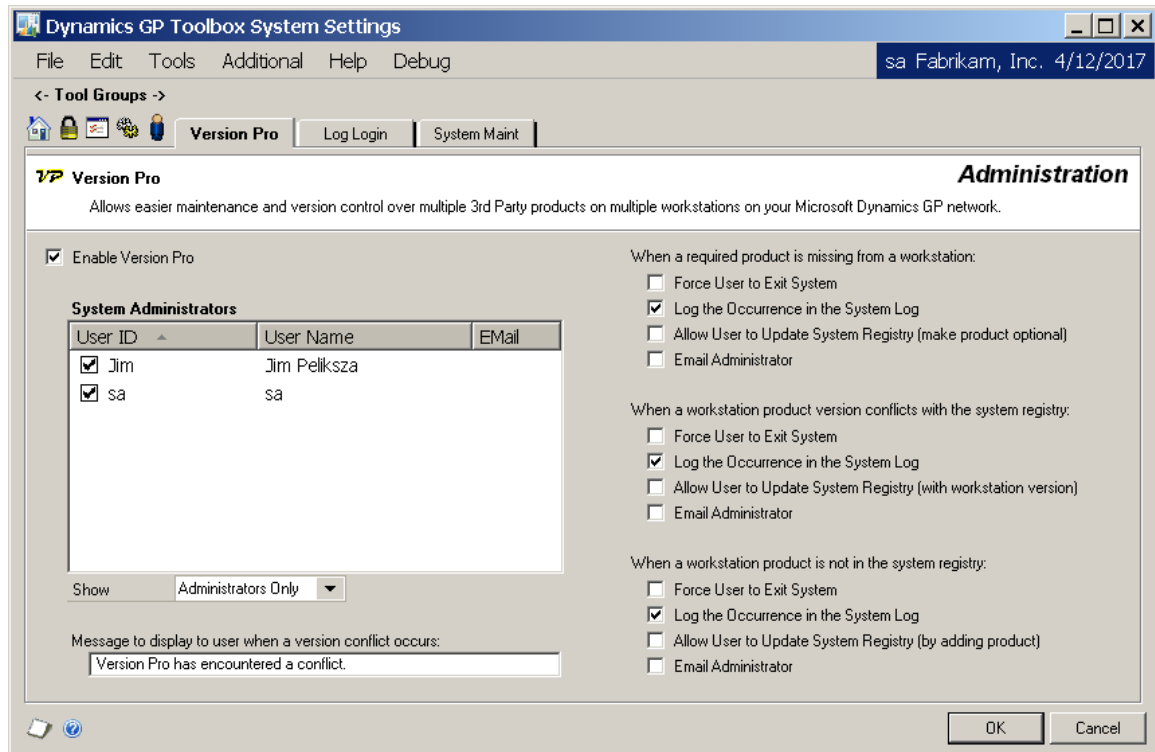 Dynamics GP Toolbox System Settings
File Edit Tools Additional Help Debug sa Fabrikam, Inc. 4/12/2017
<- Tool Groups ->
Version Pro Log Login System Maint
VP Version Pro Administration
Allows easier maintenance and version control over multiple 3rd Party products on multiple workstations on your Microsoft Dynamics GP network.
Enable Version Pro
System Administrators
User ID User Name EMail
Jim Jim Peliksza
sa sa
Show Administrators Only
Message to display to user when a version conflict occurs:
Version Pro has encountered a conflict.
When a required product is missing from a workstation:
Force User to Exit System
Log the Occurrence in the System Log
Allow User to Update System Registry (make product optional)
Email Administrator
When a workstation product version conflicts with the system registry:
Force User to Exit System
Log the Occurrence in the System Log
Allow User to Update System Registry (with workstation version)
Email Administrator
When a workstation product is not in the system registry:
Force User to Exit System
Log the Occurrence in the System Log
Allow User to Update System Registry (by adding product)
Email Administrator
OK Cancel